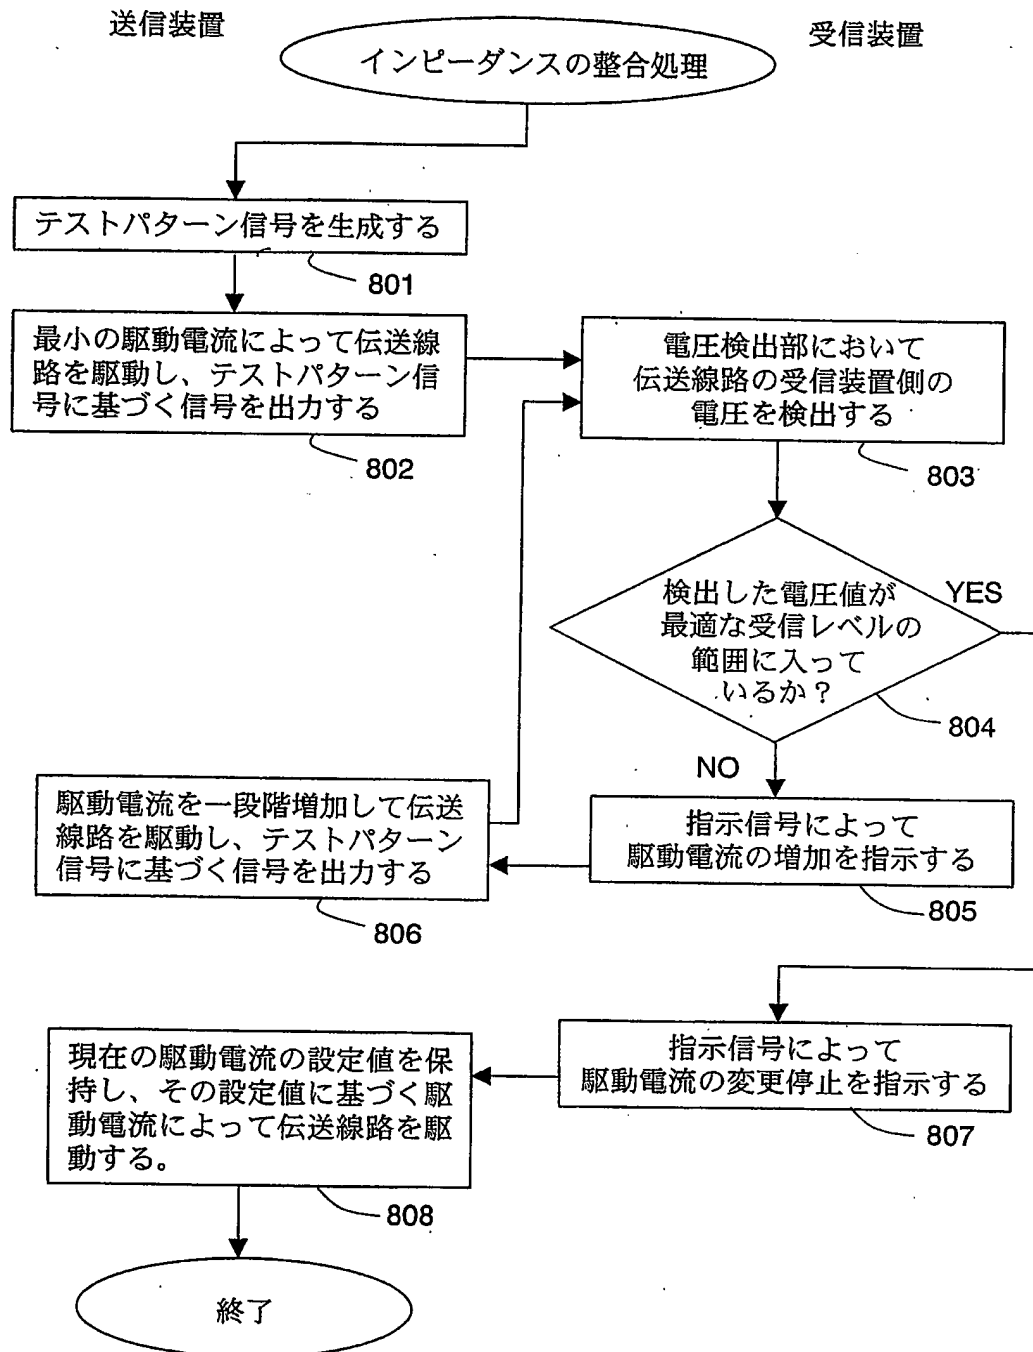 送信装置
受信装置
インピーダンスの整合処理
テストパターン信号を生成する
801
最小の駆動電流によって伝送線
路を駆動し、テストパターン信
号に基づく信号を出力する
802
電圧検出部において
伝送線路の受信装置側の
電圧を検出する
803
検出した電圧値が
最適な受信レベルの
範囲に入って
いるか？
YES
804
NO
指示信号によって
駆動電流の増加を指示する
805
駆動電流を一段階増加して伝送
線路を駆動し、テストパターン
信号に基づく信号を出力する
806
指示信号によって
駆動電流の変更停止を指示する
807
現在の駆動電流の設定値を保
持し、その設定値に基づく駆
動電流によって伝送線路を駆
動する。
808
終了